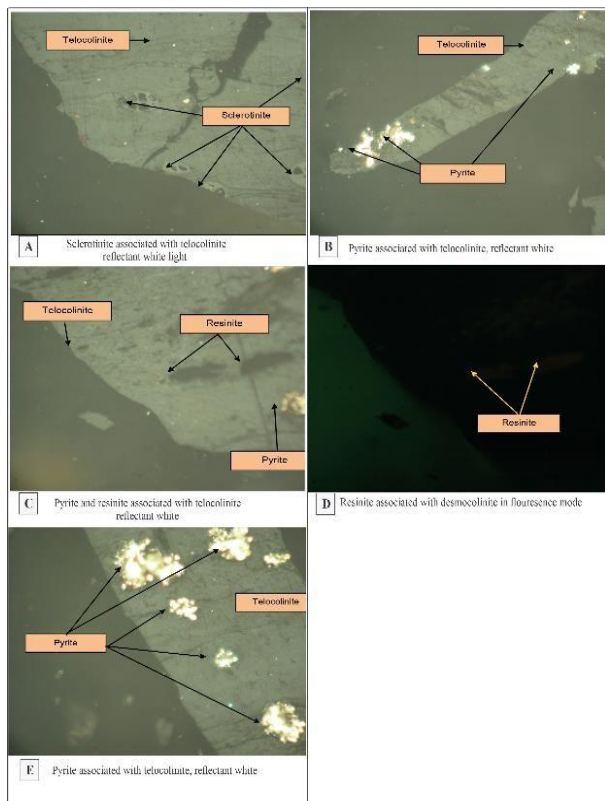 Telocolinite
Sclerotinite
A Sclerotinite associated with telocolinite
reflectant white light
Telocolinite
Pyrite
B Pyrite associated with telocolinite, reflectant white
Telocolinite
Resinite
Pyrite
C Pyrite and resinite associated with telocolinite
reflectant white
Resinite
D Resinite associated with desmocolinite in flouresence mode
Telocolinite
Pyrite
E Pyrite associated with telocolinite, reflectant white